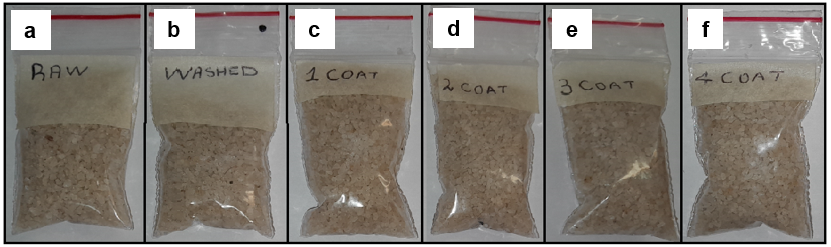 a
RAW
b
WASHED
c
1 COAT
d
2 COAT
e
3 COAT
f
4 COAT